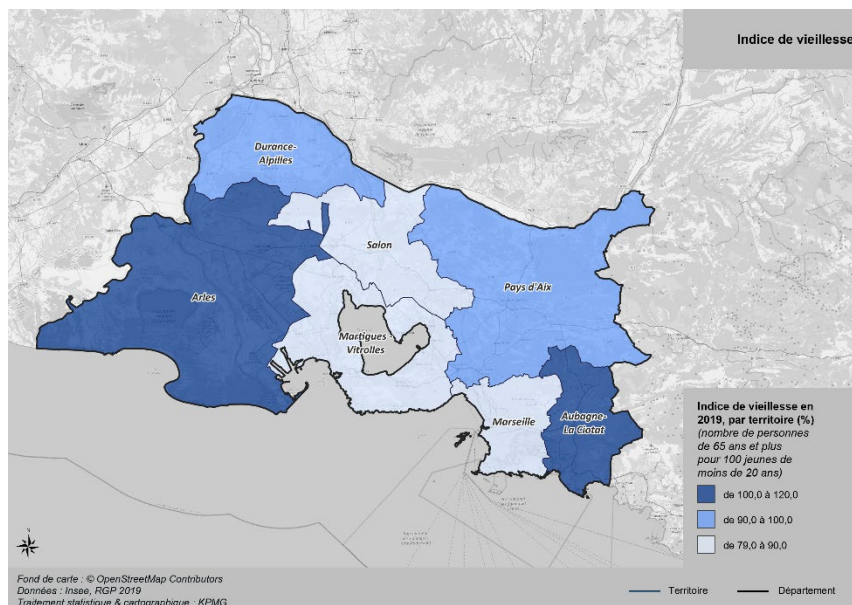 Indice de vieillesse
Durance-
Alpilles
Salon
Arles
Pays d'Aix
Martigues -
Vitrolles
Marseille
Aubagne-
La Ciotat
Indice de vieillesse en
2019, par territoire (%)
(nombre de personnes
de 65 ans et plus
pour 100 jeunes de
moins de 20 ans)
de 100,0 à 120,0
de 90,0 à 100,0
de 79,0 à 90,0
N
Fond de carte : © OpenStreetMap Contributors
Données : Insee, RGP 2019
Traitement statistique & cartographique : KPMG
Territoire
Département